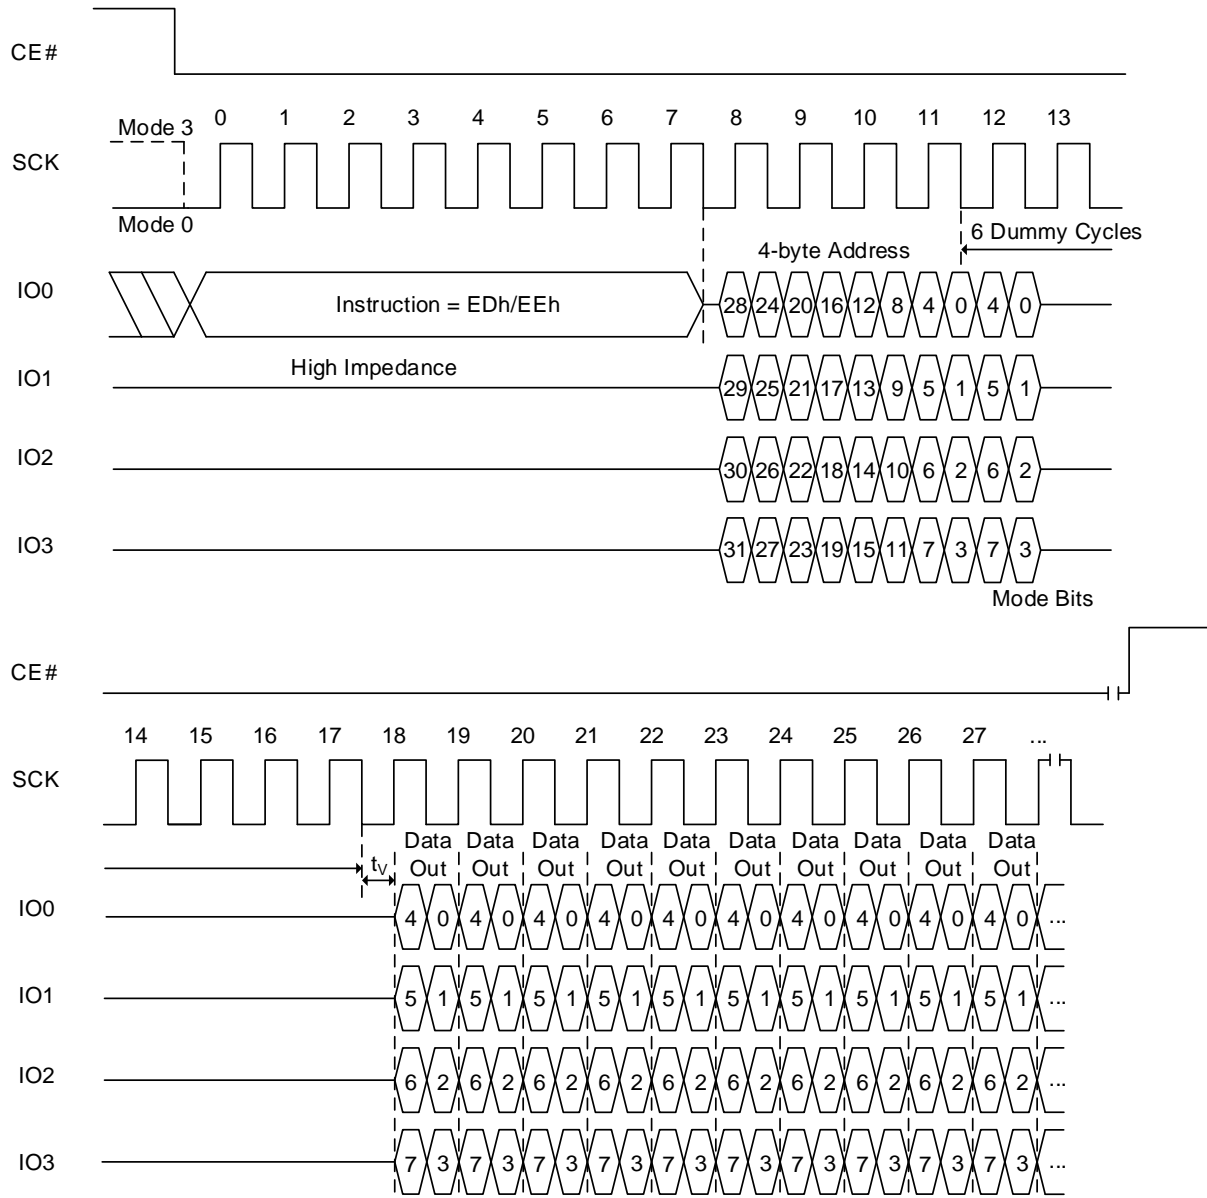 CE#
0 1 2 3 4 5 6 7 8 9 10 11 12 13
Mode 3
SCK
Mode 0
6 Dummy Cycles
4-byte Address
IO0
Instruction = EDh/EEh
28 24 20 16 12 8 4 0 4 0
High Impedance
IO1
29 25 21 17 13 9 5 1 5 1
IO2
30 26 22 18 14 10 6 2 6 2
IO3
31 27 23 19 15 11 7 3 7 3
Mode Bits
CE#
14 15 16 17 18 19 20 21 22 23 24 25 26 27 ...
SCK
Data Data Data Data Data Data Data Data Data Data
tV Out Out Out Out Out Out Out Out Out Out
IO0 4 0 4 0 4 0 4 0 4 0 4 0 4 0 4 0 4 0 4 0 ...
IO1 5 1 5 1 5 1 5 1 5 1 5 1 5 1 5 1 5 1 5 1 ...
IO2 6 2 6 2 6 2 6 2 6 2 6 2 6 2 6 2 6 2 6 2 ...
IO3 7 3 7 3 7 3 7 3 7 3 7 3 7 3 7 3 7 3 7 3 ...